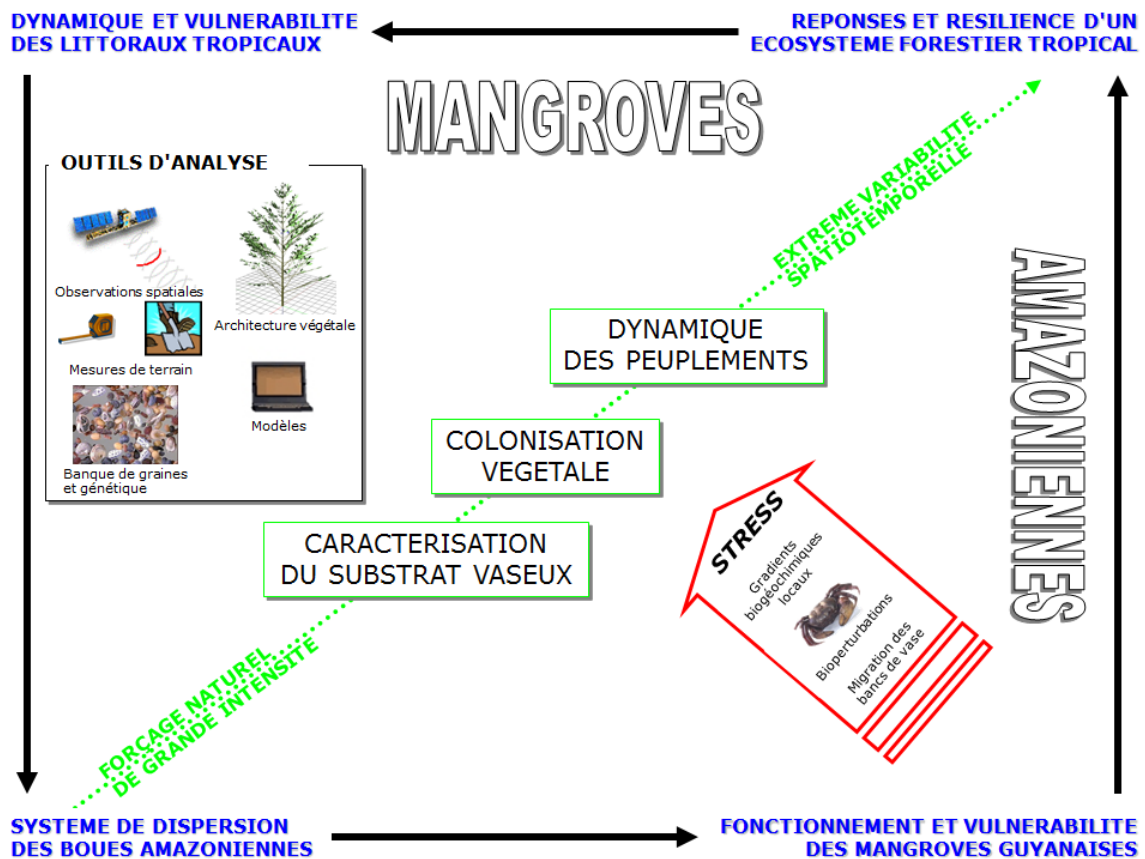 DYNAMIQUE ET VULNERABILITE
DES LITTORAUX TROPICAUX
REPONSES ET RESILIENCE D'UN
ECOSYSTEME FORESTIER TROPICAL
MANGROVES
AMAZONIENNES
OUTILS D'ANALYSE
Observations spatiales
Architecture végétale
Mesures de terrain
Modèles
Banque de graines
et génétique
EXTREME VARIABILITE
SPATIOTEMPORELLE
DYNAMIQUE
DES PEUPLEMENTS
COLONISATION
VEGETALE
CARACTERISATION
DU SUBSTRAT VASEUX
STRESS
Gradients
biogéochimiques
locaux
Bioperturbations
Migration des
bancs de vase
FORÇAGE NATUREL
DE GRANDE INTENSITE
SYSTEME DE DISPERSION
DES BOUES AMAZONIENNES
FONCTIONNEMENT ET VULNERABILITE
DES MANGROVES GUYANAISES